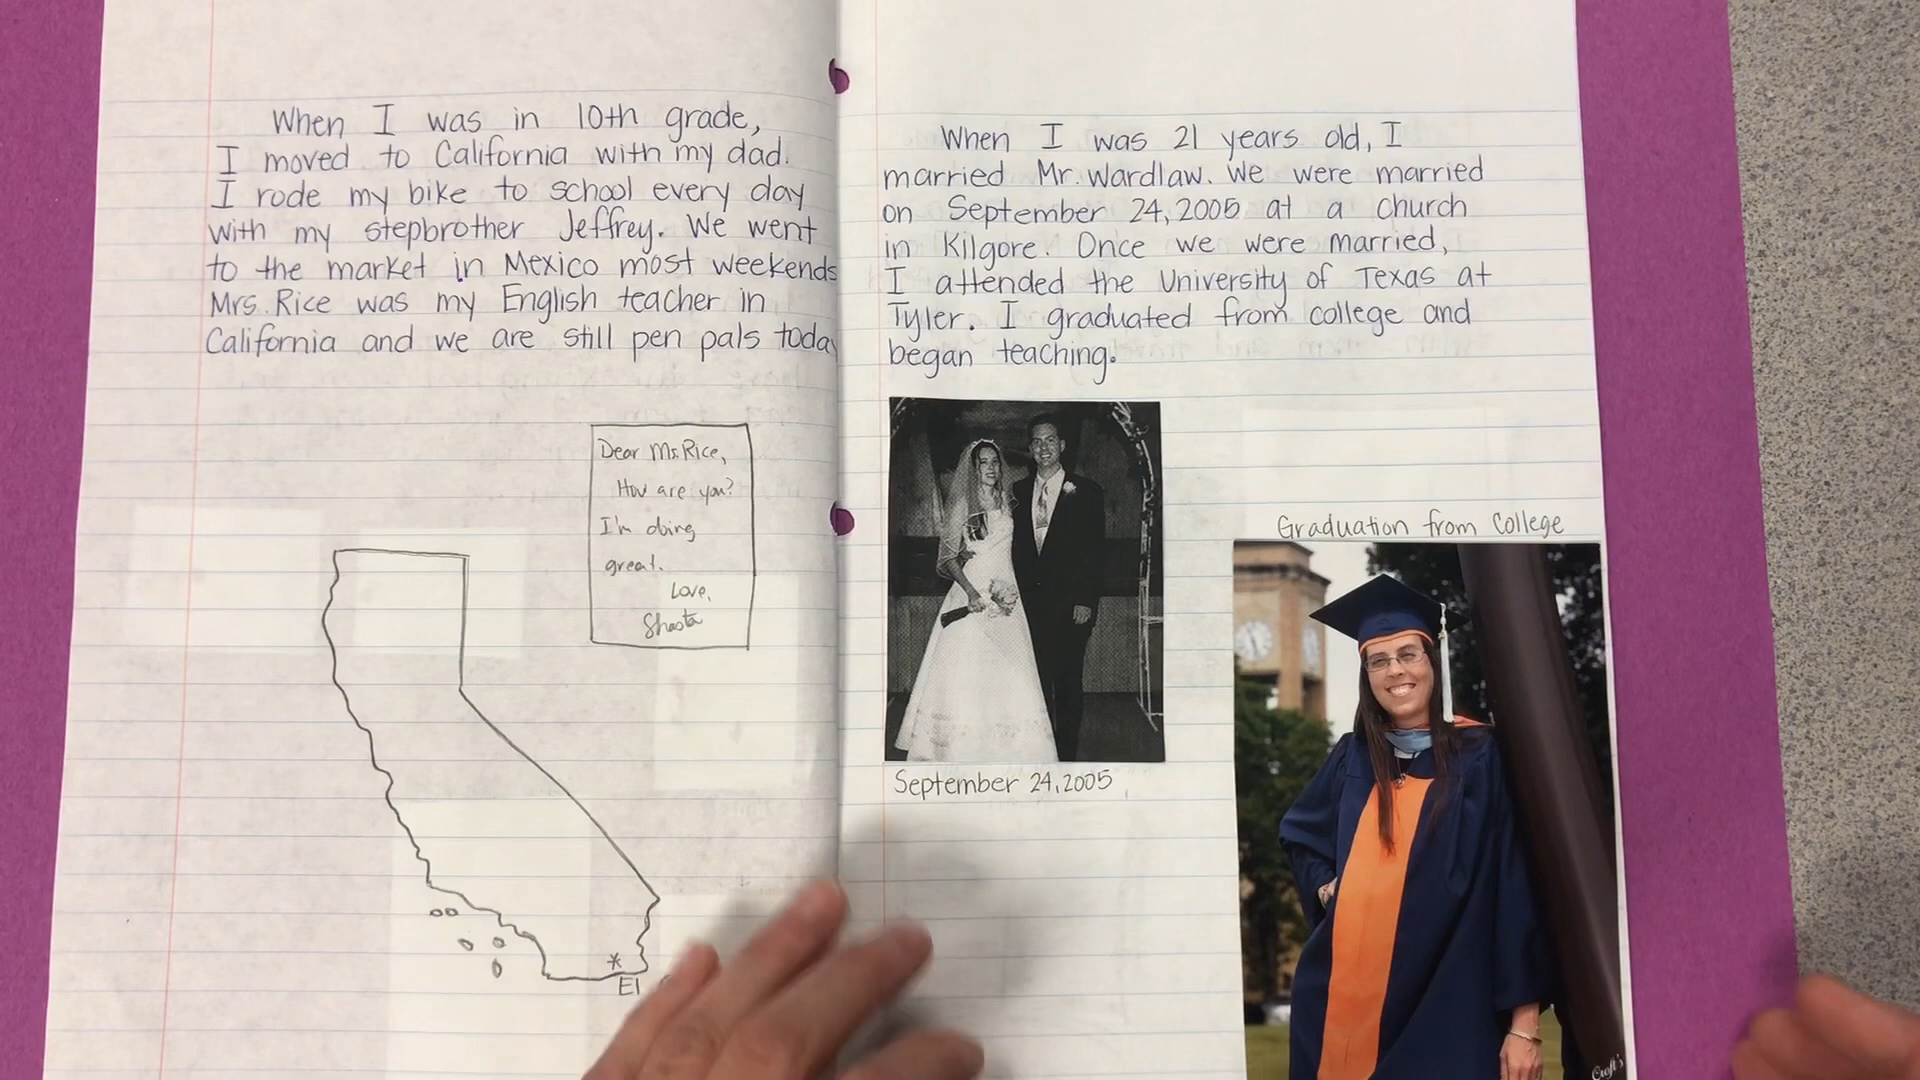 When I was in 10th grade,
I moved to California with my dad.
I rode my bike to school every day
with my stepbrother Jeffrey. We went
to the market in Mexico most weekends
Mrs. Rice was my English teacher in
California and we are still pen pals today
Dear Ms. Rice,
How are you?
I'm doing
great.
Love,
Shasta
El
When I was 21 years old, I
married Mr. Wardlaw. We were married
on September 24, 2005 at a church
in Kilgore. Once we were married,
I attended the University of Texas at
Tyler. I graduated from college and
began teaching.
September 24, 2005
Graduation from College
Croft's